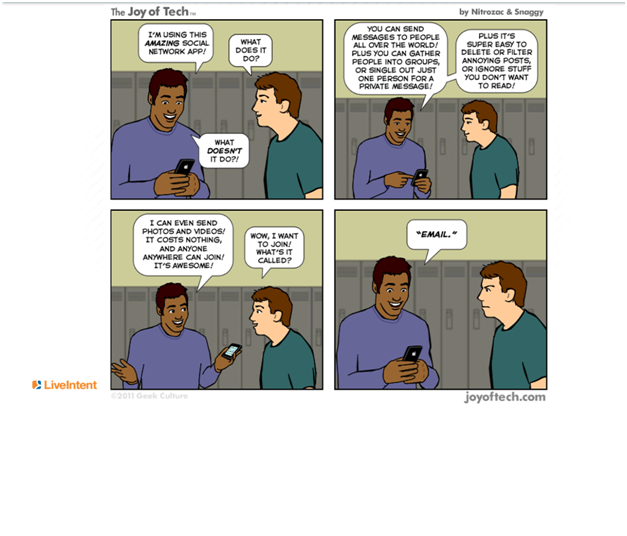 The Joy of Tech™
by Nitrozac & Snaggy
I'M USING THIS
AMAZING SOCIAL
NETWORK APP!
WHAT
DOES IT
DO?
WHAT
DOESN'T
IT DO?!
YOU CAN SEND
MESSAGES TO PEOPLE
ALL OVER THE WORLD!
PLUS YOU CAN GATHER
PEOPLE INTO GROUPS,
OR SINGLE OUT JUST
ONE PERSON FOR A
PRIVATE MESSAGE!
PLUS IT'S
SUPER EASY TO
DELETE OR FILTER
ANNOYING POSTS,
OR IGNORE STUFF
YOU DON'T WANT
TO READ!
I CAN EVEN SEND
PHOTOS AND VIDEOS!
IT COSTS NOTHING,
AND ANYONE
ANYWHERE CAN JOIN!
IT'S AWESOME!
WOW, I WANT
TO JOIN!
WHAT'S IT
CALLED?
"EMAIL."
LiveIntent
©2011 Geek Culture
joyoftech.com